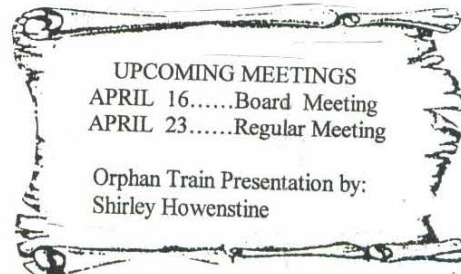 UPCOMING MEETINGS
APRIL 16......Board Meeting
APRIL 23......Regular Meeting
Orphan Train Presentation by:
Shirley Howenstine